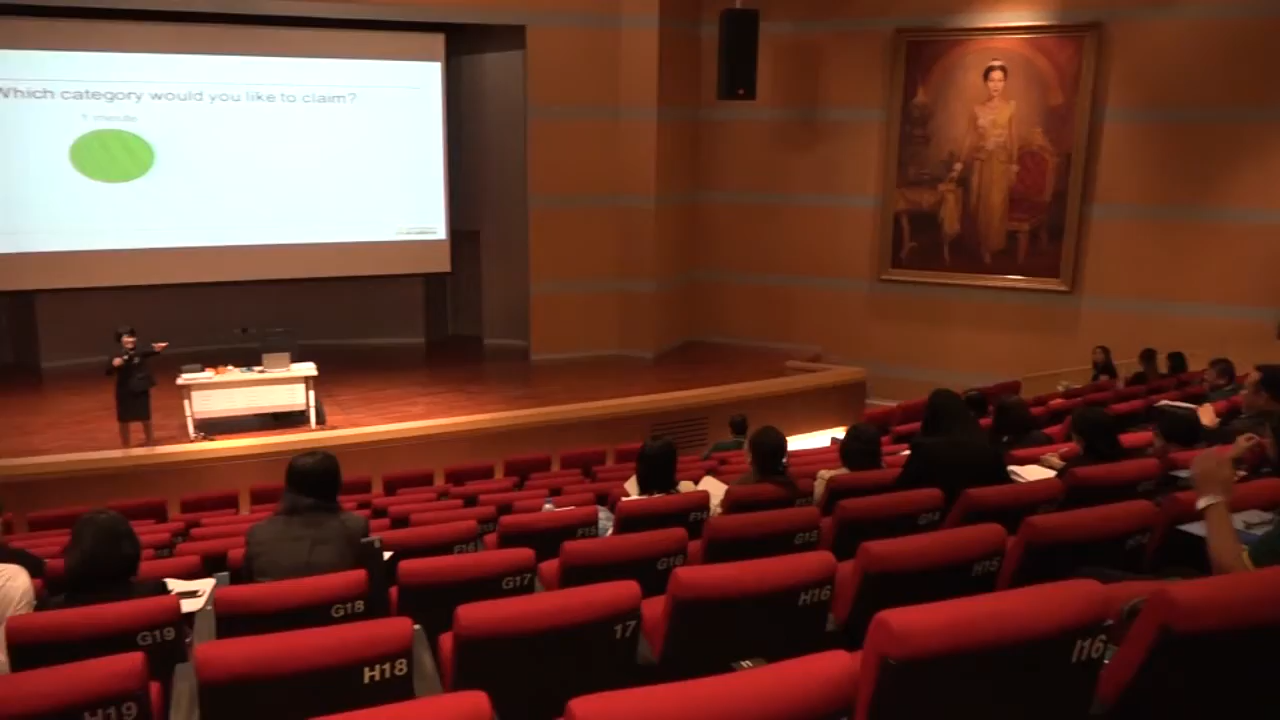 Which category would you like to claim?
F14
F15
F16
G14
G15
G16
G17
G18
G19
H15
H16
17
H18
H19
I16